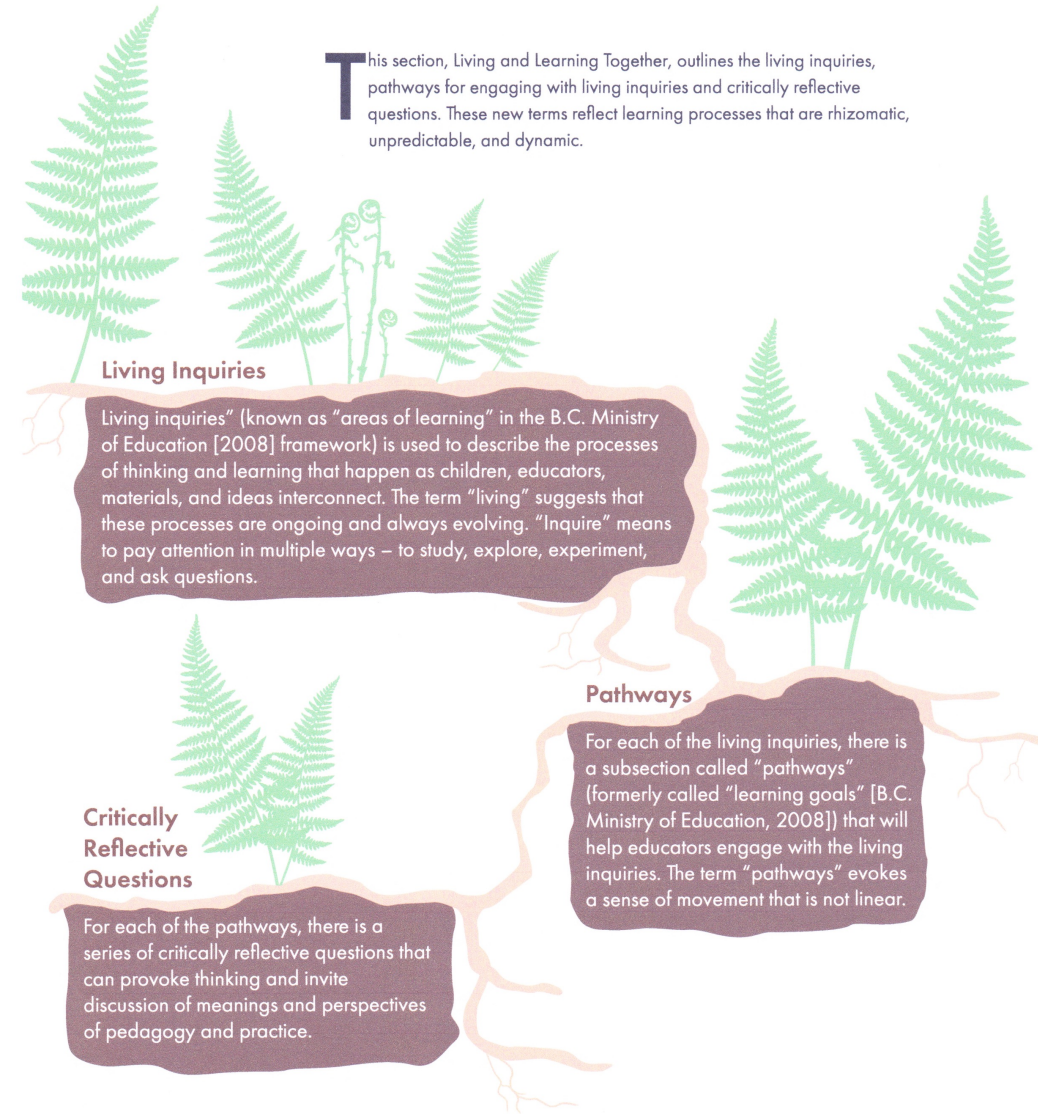 This section, Living and Learning Together, outlines the living inquiries,
pathways for engaging with living inquiries and critically reflective
questions. These new terms reflect learning processes that are rhizomatic,
unpredictable, and dynamic.
Living Inquiries
Living inquiries” (known as “areas of learning” in the B.C. Ministry
of Education [2008] framework) is used to describe the processes
of thinking and learning that happen as children, educators,
materials, and ideas interconnect. The term “living” suggests that
these processes are ongoing and always evolving. “Inquire” means
to pay attention in multiple ways – to study, explore, experiment,
and ask questions.
Pathways
For each of the living inquiries, there is
a subsection called “pathways”
(formerly called “learning goals” [B.C.
Ministry of Education, 2008]) that will
help educators engage with the living
inquiries. The term “pathways” evokes
a sense of movement that is not linear.
Critically
Reflective
Questions
For each of the pathways, there is a
series of critically reflective questions that
can provoke thinking and invite
discussion of meanings and perspectives
of pedagogy and practice.